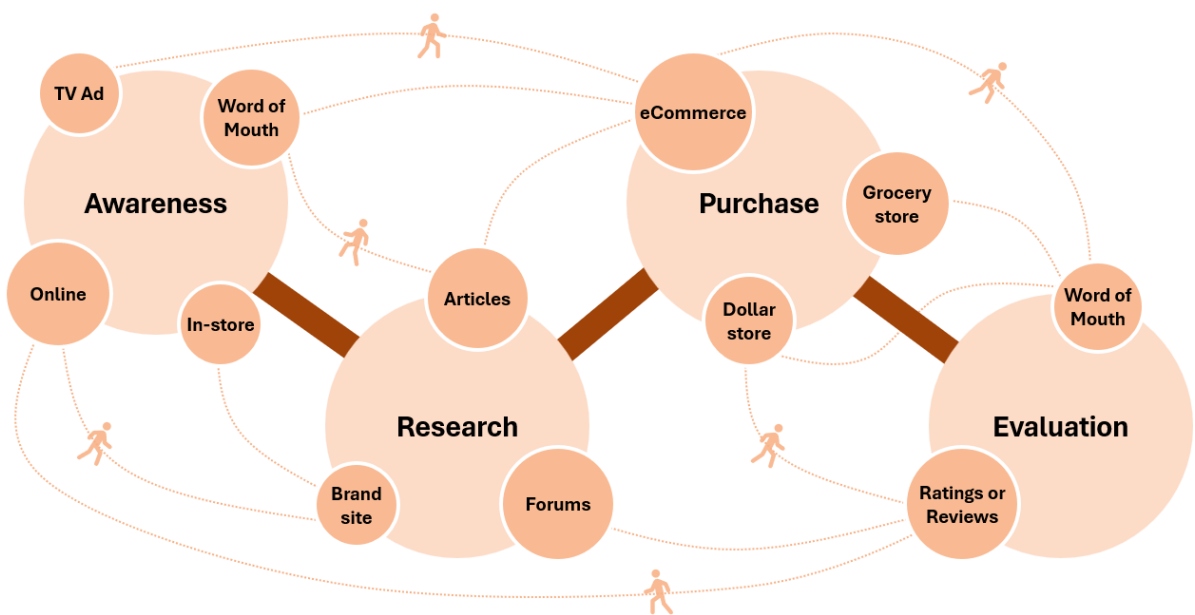 TV Ad
Word of
Mouth
Awareness
Online
In-store
Articles
Research
Brand
site
Forums
eCommerce
Purchase
Grocery
store
Dollar
store
Word of
Mouth
Evaluation
Ratings or
Reviews